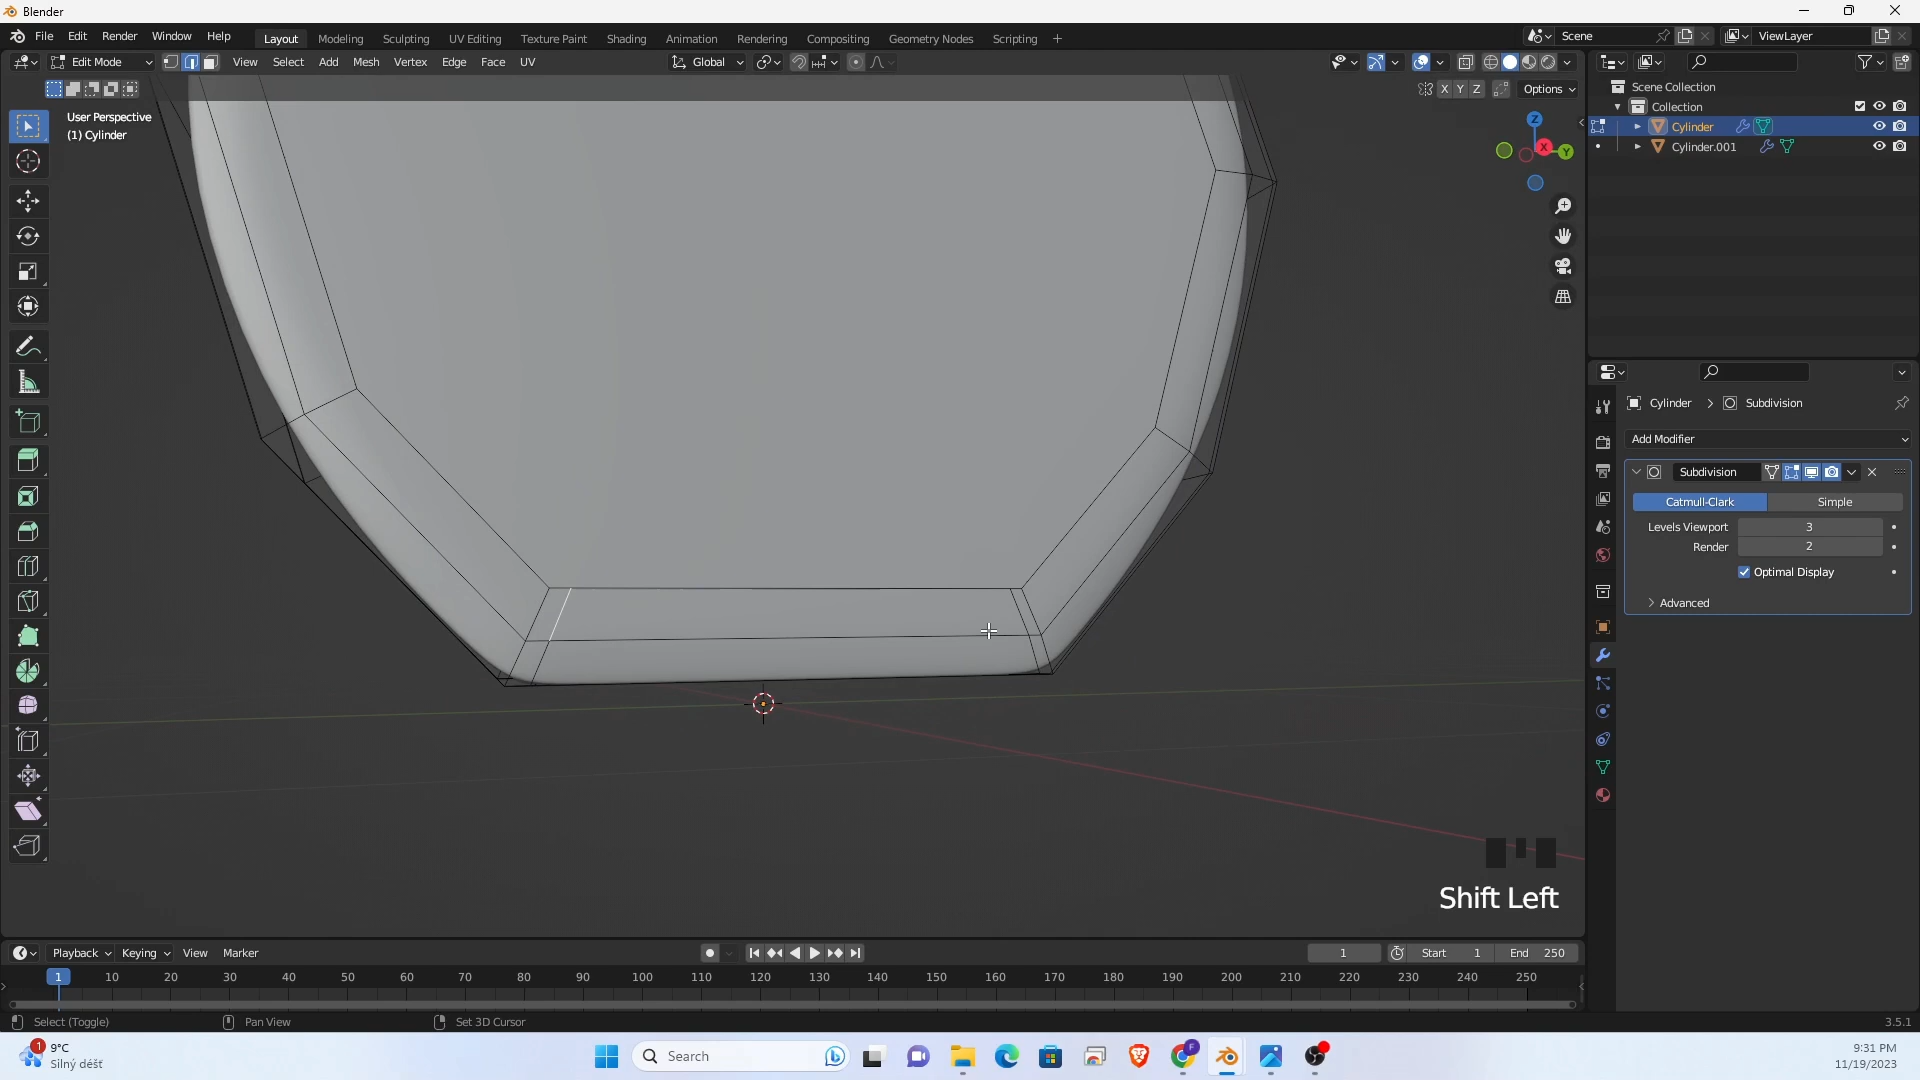 Blender
File Edit Render Window Help Layout Modeling Sculpting UV Editing Texture Paint Shading Animation Rendering Compositing Geometry Nodes Scripting Scene ViewLayer
Edit Mode View Select Add Mesh Vertex Edge Face UV Global
X Y Z Options
User Perspective
(1) Cylinder
Z
X
Y
Scene Collection
Collection
Cylinder
Cylinder.001
Cylinder Subdivision
Add Modifier
Subdivision
Catmull-Clark Simple
Levels Viewport 3
Render 2
Optimal Display
Advanced
Shift Left
Playback Keying View Marker 1 Start 1 End 250
1 10 20 30 40 50 60 70 80 90 100 110 120 130 140 150 160 170 180 190 200 210 220 230 240 250
Select (Toggle) Pan View Set 3D Cursor 3.5.1
1
9°C
Silný déšť
Search
F
9:31 PM
11/19/2023